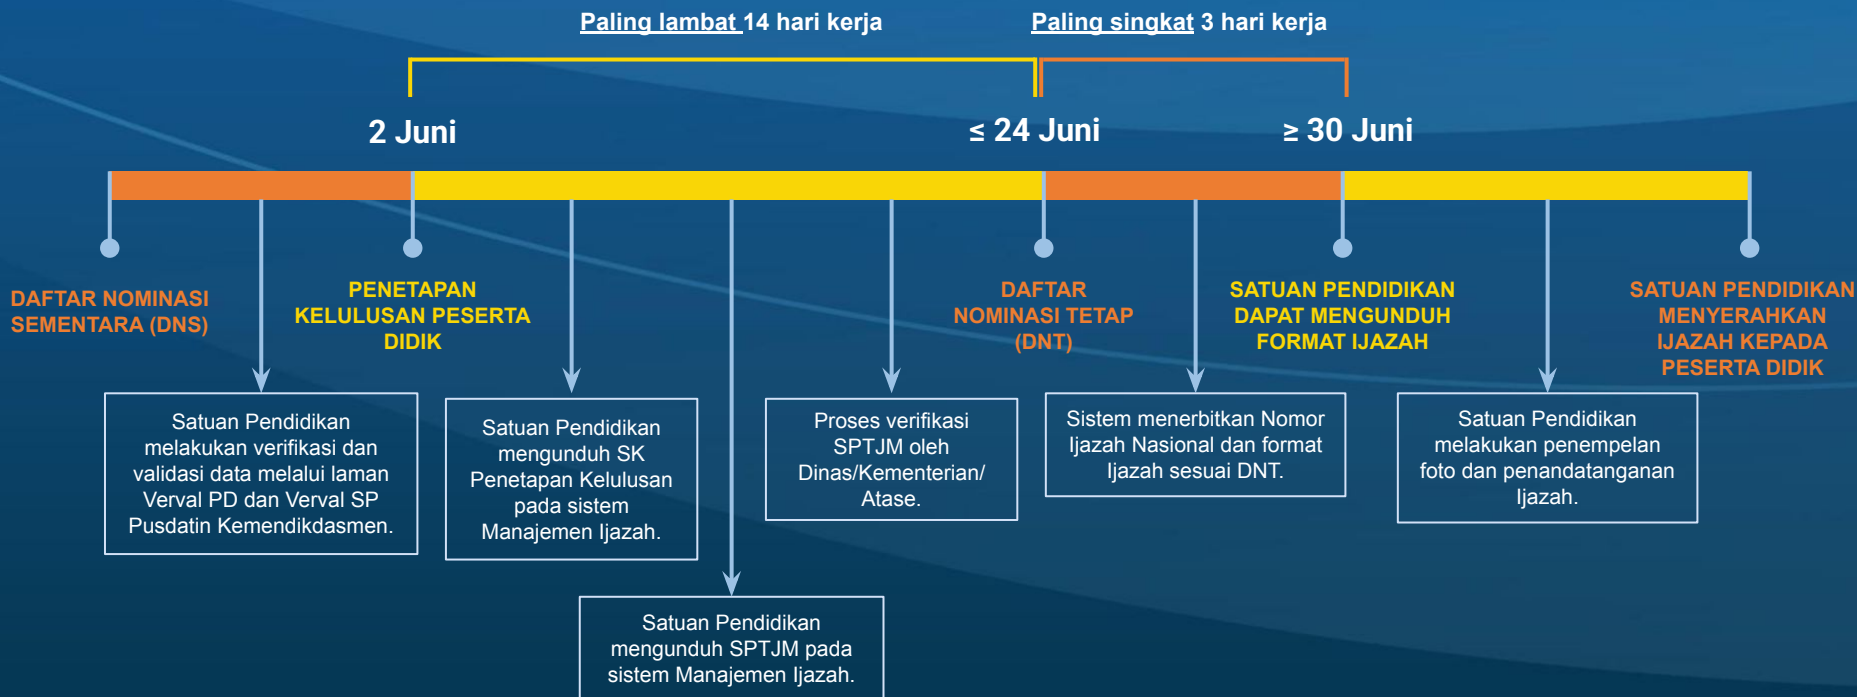 Paling lambat 14 hari kerja
Paling singkat 3 hari kerja
2 Juni
≤ 24 Juni
≥ 30 Juni
DAFTAR NOMINASI
SEMENTARA (DNS)
PENETAPAN
KELULUSAN PESERTA
DIDIK
DAFTAR
NOMINASI TETAP
(DNT)
SATUAN PENDIDIKAN
DAPAT MENGUNDUH
FORMAT IJAZAH
SATUAN PENDIDIKAN
MENYERAHKAN
IJAZAH KEPADA
PESERTA DIDIK
Satuan Pendidikan
melakukan verifikasi dan
validasi data melalui laman
Verval PD dan Verval SP
Pusdatin Kemendikdasmen.
Satuan Pendidikan
mengunduh SK
Penetapan Kelulusan
pada sistem
Manajemen Ijazah.
Satuan Pendidikan
mengunduh SPTJM pada
sistem Manajemen Ijazah.
Proses verifikasi
SPTJM oleh
Dinas/Kementerian/
Atase.
Sistem menerbitkan Nomor
Ijazah Nasional dan format
Ijazah sesuai DNT.
Satuan Pendidikan
melakukan penempelan
foto dan penandatanganan
Ijazah.